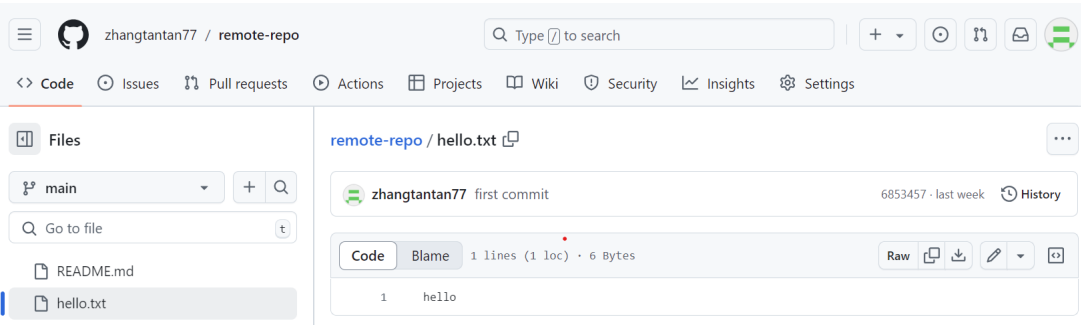 zhangtantan77 / remote-repo
Type / to search
Code Issues Pull requests Actions Projects Wiki Security Insights Settings
Files
main
Go to file t
README.md
hello.txt
remote-repo / hello.txt
zhangtantan77 first commit
6853457 · last week History
Code Blame 1 lines (1 loc) · 6 Bytes Raw
1 hello